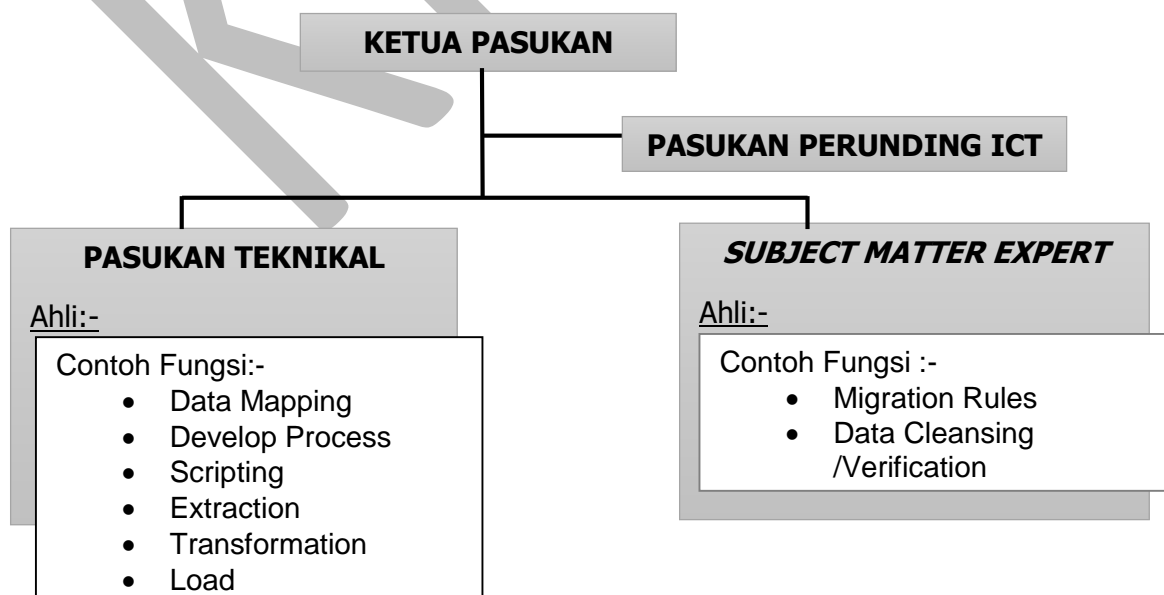 KETUA PASUKAN
PASUKAN PERUNDING ICT
PASUKAN TEKNIKAL
Ahli:-
Contoh Fungsi:-
• Data Mapping
• Develop Process
• Scripting
• Extraction
• Transformation
• Load
SUBJECT MATTER EXPERT
Ahli:-
Contoh Fungsi :-
• Migration Rules
• Data Cleansing
/Verification